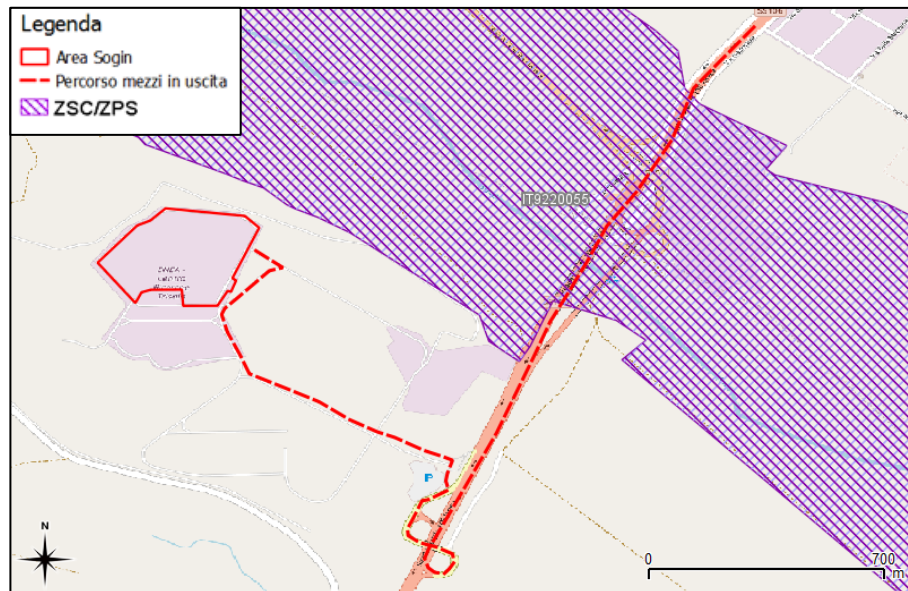 Legenda
Area Sogin
Percorso mezzi in uscita
ZSC/ZPS
SS106
IT9220055
P
N
0
700
m